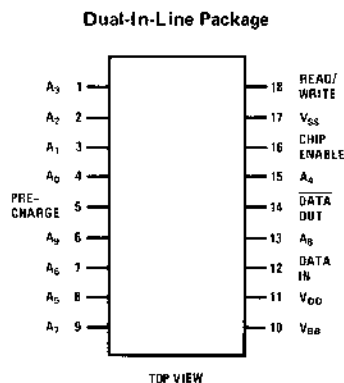 Dual-In-Line Package
A3 1
A2 2
A1 3
A0 4
PRE-
CHARGE 5
A9 6
A6 7
A5 8
A7 9
18 READ/
WRITE
17 VSS
16 CHIP
ENABLE
15 A4
14 DATA
OUT
13 A8
12 DATA
IN
11 VDD
10 VBB
TOP VIEW